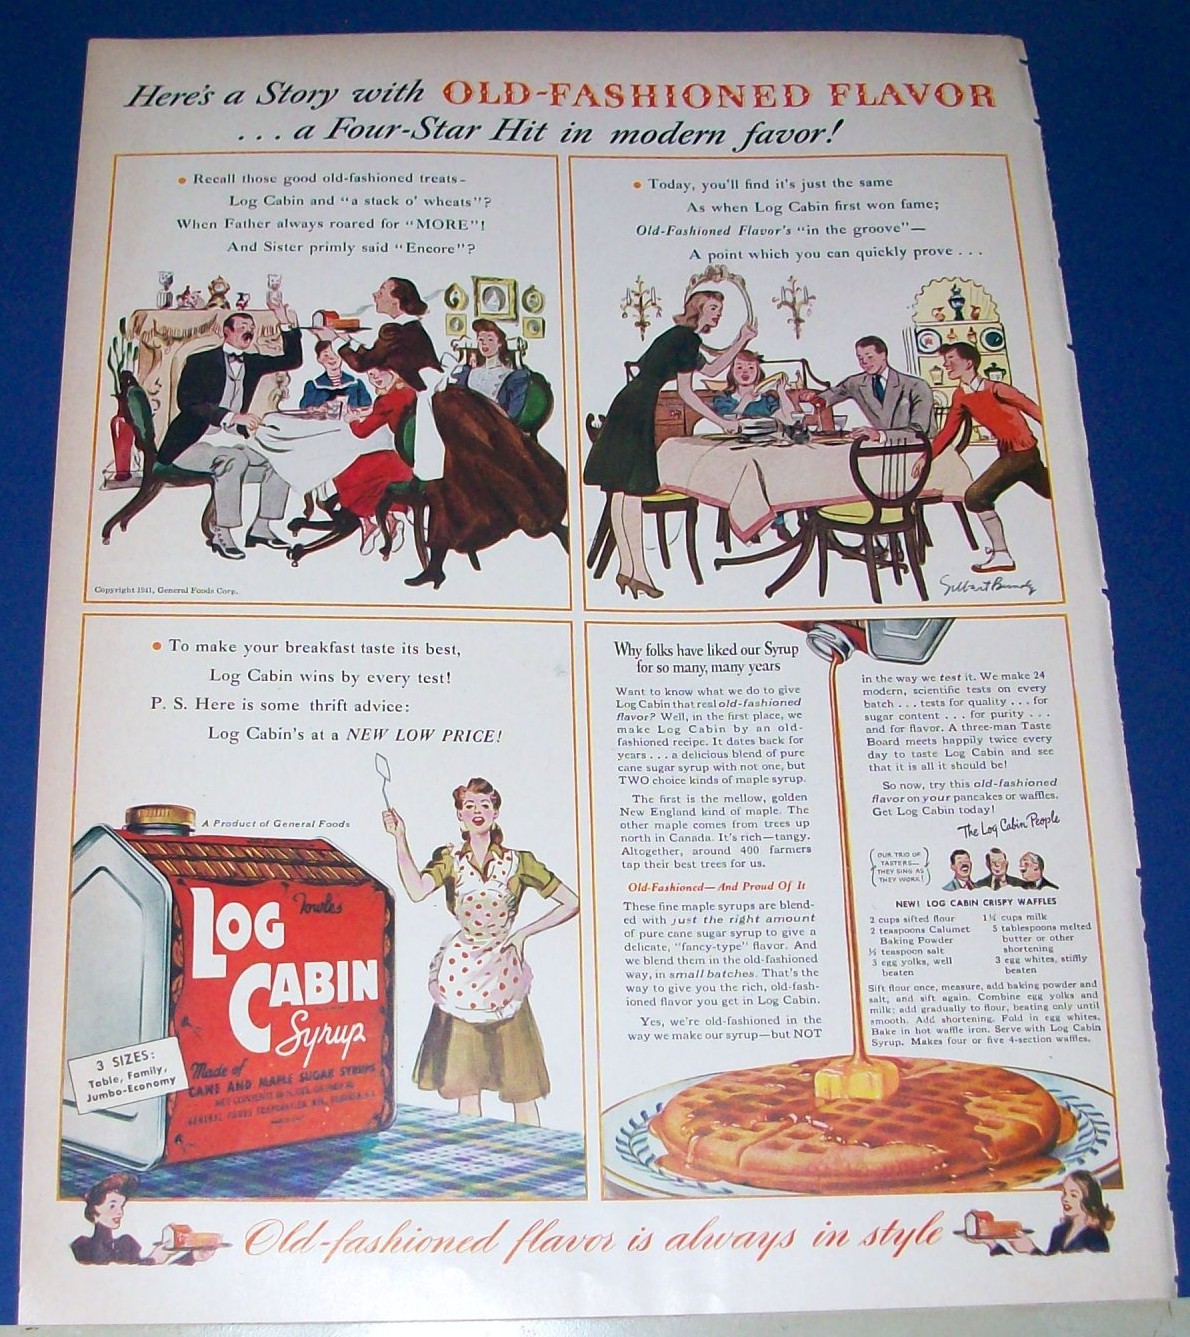 Here's a Story with OLD-FASHIONED FLAVOR
. . . a Four-Star Hit in modern favor!
• Recall those good old-fashioned treats–
Log Cabin and "a stack o' wheats"?
When Father always roared for "MORE"!
And Sister primly said "Encore"?
Copyright 1941, General Foods Corp.
• Today, you'll find it's just the same
As when Log Cabin first won fame;
Old-Fashioned Flavor's "in the groove"—
A point which you can quickly prove . . .
Gilbert Bundy
• To make your breakfast taste its best,
Log Cabin wins by every test!
P. S. Here is some thrift advice:
Log Cabin's at a NEW LOW PRICE!
A Product of General Foods
Towle's
LOG
CABIN
Syrup
Made of
CANE AND MAPLE SUGAR SYRUPS
3 SIZES:
Table, Family,
Jumbo-Economy
Why folks have liked our Syrup
for so many, many years
Want to know what we do to give
Log Cabin that real old-fashioned
flavor? Well, in the first place, we
make Log Cabin by an old-
fashioned recipe. It dates back for
years . . . a delicious blend of pure
cane sugar syrup with not one, but
TWO choice kinds of maple syrup.
The first is the mellow, golden
New England kind of maple. The
other maple comes from trees up
north in Canada. It's rich—tangy.
Altogether, around 400 farmers
tap their best trees for us.
Old-Fashioned—And Proud Of It
These fine maple syrups are blend-
ed with just the right amount
of pure cane sugar syrup to give a
delicate, "fancy-type" flavor. And
we blend them in the old-fashioned
way, in small batches. That's the
way to give you the rich, old-fash-
ioned flavor you get in Log Cabin.
Yes, we're old-fashioned in the
way we make our syrup—but NOT
in the way we test it. We make 24
modern, scientific tests on every
batch . . . tests for quality . . . for
sugar content . . . for purity . . .
and for flavor. A three-man Taste
Board meets happily twice every
day to taste Log Cabin and see
that it is all it should be!
So now, try this old-fashioned
flavor on your pancakes or waffles.
Get Log Cabin today!
The Log Cabin People
OUR TRIO OF
TASTERS—
THEY SING AS
THEY WORK!
NEW! LOG CABIN CRISPY WAFFLES
2 cups sifted flour
2 teaspoons Calumet
Baking Powder
½ teaspoon salt
3 egg yolks, well
beaten
1¼ cups milk
5 tablespoons melted
butter or other
shortening
3 egg whites, stiffly
beaten
Sift flour once, measure, add baking powder and
salt, and sift again. Combine egg yolks and
milk; add gradually to flour, beating only until
smooth. Add shortening. Fold in egg whites.
Bake in hot waffle iron. Serve with Log Cabin
Syrup. Makes four or five 4-section waffles.
Old-fashioned flavor is always in style